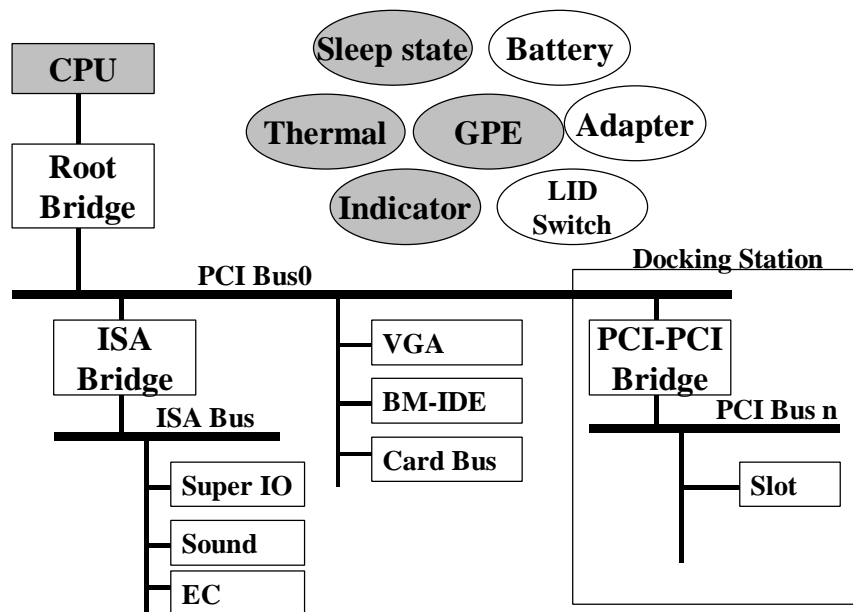 Sleep state
Battery
CPU
Thermal
GPE
Adapter
Root
Bridge
Indicator
LID
Switch
Docking Station
PCI Bus0
ISA
Bridge
VGA
PCI-PCI
Bridge
BM-IDE
ISA Bus
PCI Bus n
Card Bus
Super IO
Slot
Sound
EC